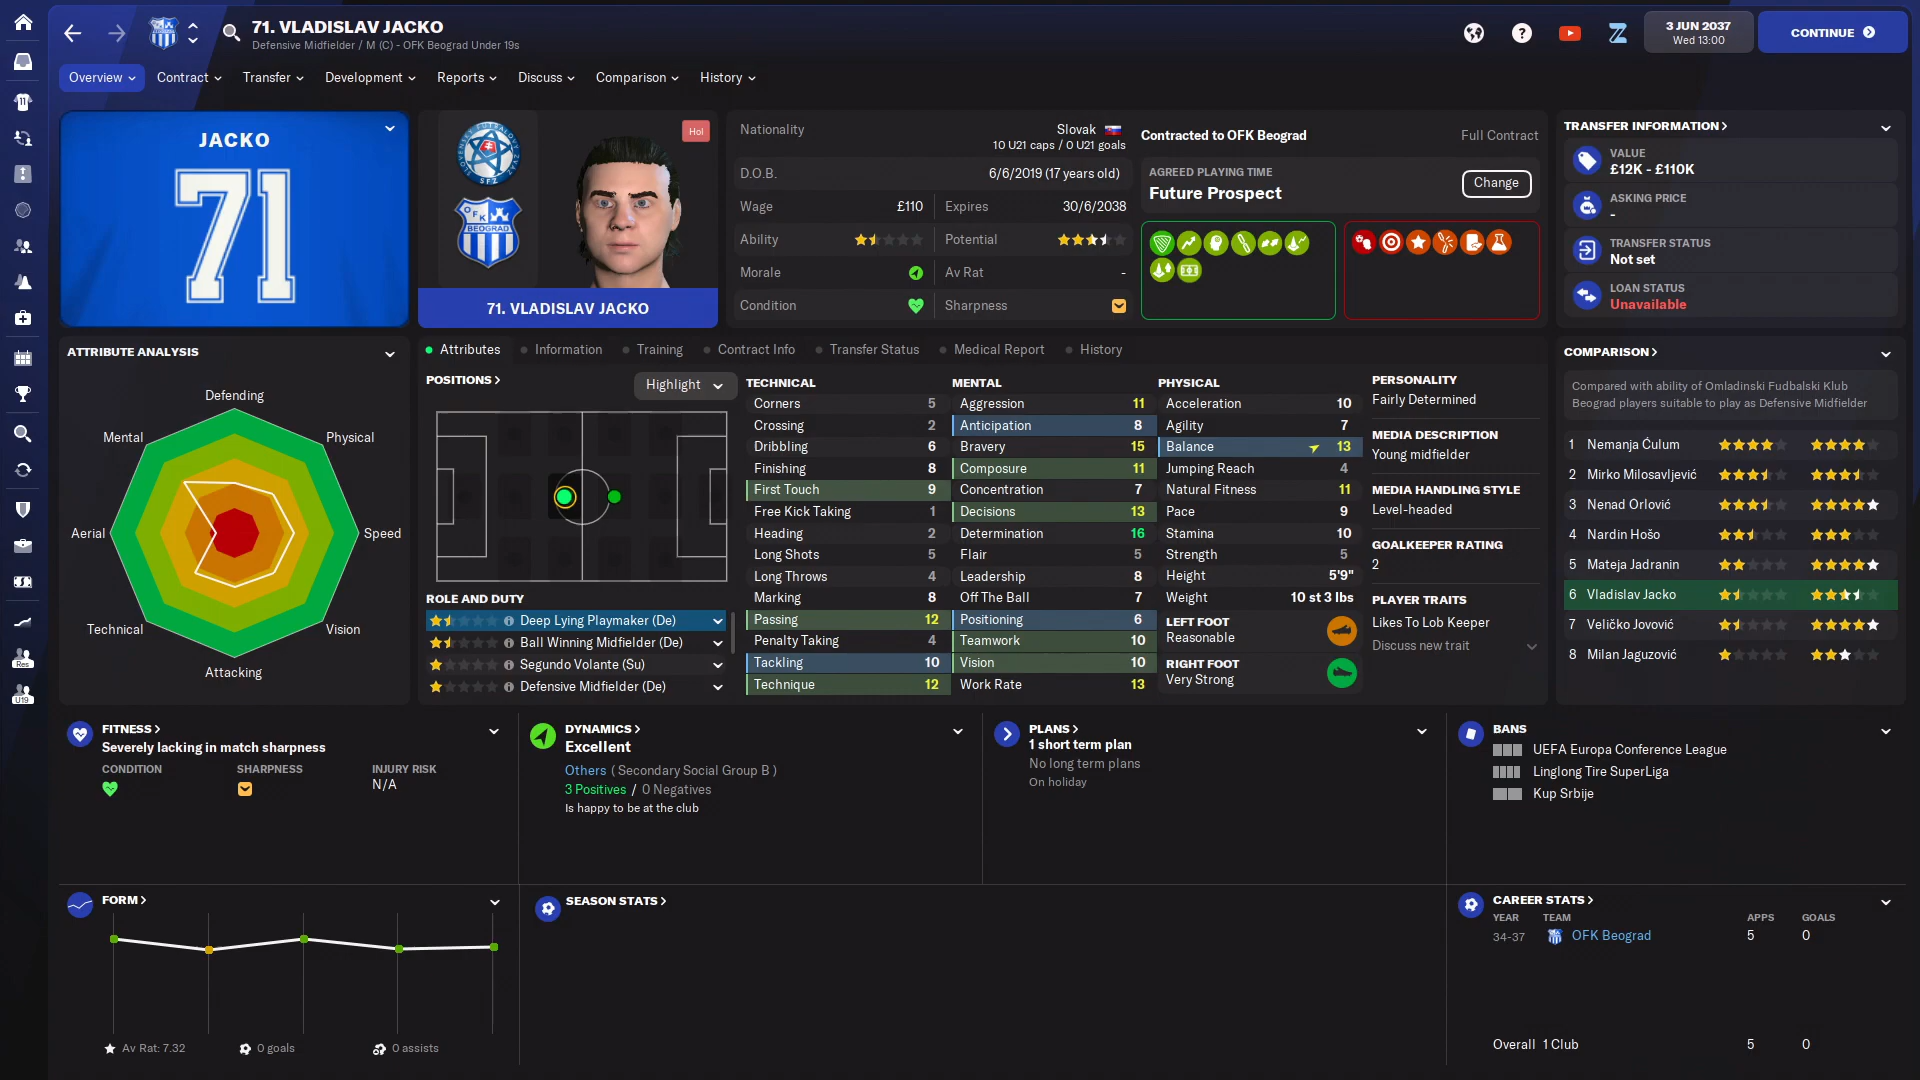 71. VLADISLAV JACKO
Defensive Midfielder / M (C) - OFK Beograd Under 19s
3 JUN 2037
Wed 13:00
CONTINUE
Overview
Contract
Transfer
Development
Reports
Discuss
Comparison
History
JACKO
71
OFK
BEOGRAD
Hol
71. VLADISLAV JACKO
Nationality
Slovak
10 U21 caps / 0 U21 goals
D.O.B.
6/6/2019 (17 years old)
Wage £110
Expires 30/6/2038
Ability
Potential
Morale
Av Rat -
Condition
Sharpness
Contracted to OFK Beograd
Full Contract
AGREED PLAYING TIME
Future Prospect
Change
TRANSFER INFORMATION
VALUE
£12K - £110K
ASKING PRICE
-
TRANSFER STATUS
Not set
LOAN STATUS
Unavailable
ATTRIBUTE ANALYSIS
Defending
Physical
Speed
Vision
Attacking
Technical
Aerial
Mental
Attributes
Information
Training
Contract Info
Transfer Status
Medical Report
History
POSITIONS
Highlight
ROLE AND DUTY
Deep Lying Playmaker (De)
Ball Winning Midfielder (De)
Segundo Volante (Su)
Defensive Midfielder (De)
TECHNICAL
Corners 5
Crossing 2
Dribbling 6
Finishing 8
First Touch 9
Free Kick Taking 1
Heading 2
Long Shots 5
Long Throws 4
Marking 8
Passing 12
Penalty Taking 4
Tackling 10
Technique 12
MENTAL
Aggression 11
Anticipation 8
Bravery 15
Composure 11
Concentration 7
Decisions 13
Determination 16
Flair 5
Leadership 8
Off The Ball 7
Positioning 6
Teamwork 10
Vision 10
Work Rate 13
PHYSICAL
Acceleration 10
Agility 7
Balance 13
Jumping Reach 4
Natural Fitness 11
Pace 9
Stamina 10
Strength 5
Height 5'9"
Weight 10 st 3 lbs
LEFT FOOT
Reasonable
RIGHT FOOT
Very Strong
PERSONALITY
Fairly Determined
MEDIA DESCRIPTION
Young midfielder
MEDIA HANDLING STYLE
Level-headed
GOALKEEPER RATING
2
PLAYER TRAITS
Likes To Lob Keeper
Discuss new trait
COMPARISON
Compared with ability of Omladinski Fudbalski Klub
Beograd players suitable to play as Defensive Midfielder
1 Nemanja Ćulum
2 Mirko Milosavljević
3 Nenad Orlović
4 Nardin Hošo
5 Mateja Jadranin
6 Vladislav Jacko
7 Veličko Jovović
8 Milan Jaguzović
Res
U19
FITNESS
Severely lacking in match sharpness
CONDITION
SHARPNESS
INJURY RISK
N/A
DYNAMICS
Excellent
Others ( Secondary Social Group B )
3 Positives / 0 Negatives
Is happy to be at the club
PLANS
1 short term plan
No long term plans
On holiday
BANS
UEFA Europa Conference League
Linglong Tire SuperLiga
Kup Srbije
FORM
Av Rat: 7.32
0 goals
0 assists
SEASON STATS
CAREER STATS
YEAR TEAM APPS GOALS
34-37 OFK Beograd 5 0
Overall 1 Club 5 0